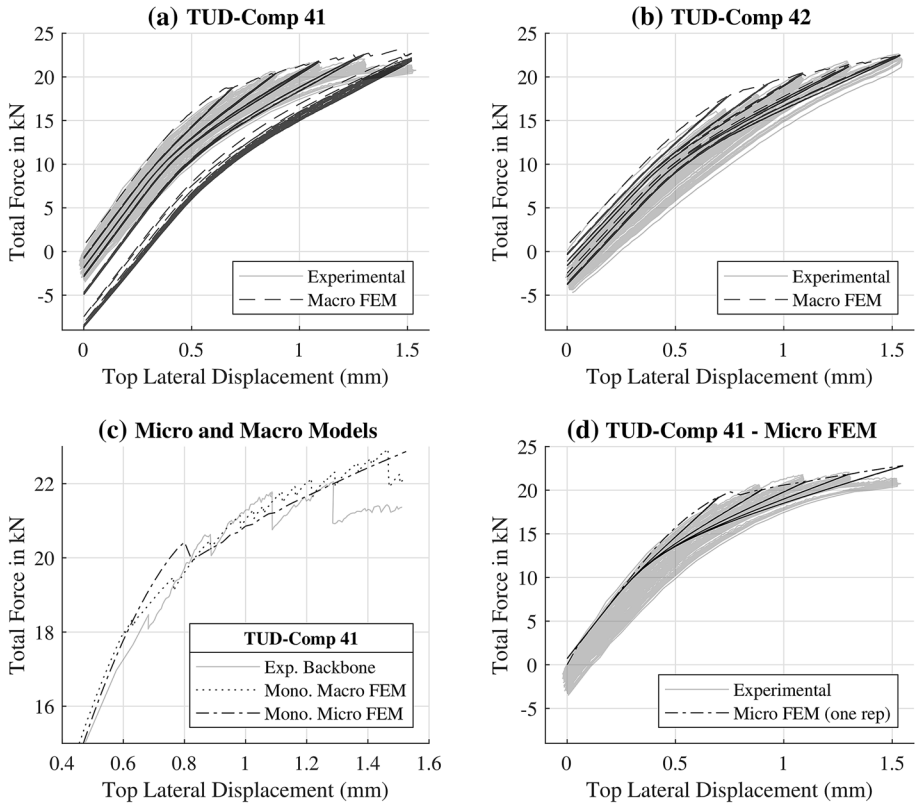 (a) TUD-Comp 41
25
20
15
10
5
0
-5
0 0.5 1 1.5
Total Force in kN
Top Lateral Displacement (mm)
Experimental
Macro FEM
(b) TUD-Comp 42
25
20
15
10
5
0
-5
0 0.5 1 1.5
Total Force in kN
Top Lateral Displacement (mm)
Experimental
Macro FEM
(c) Micro and Macro Models
22
20
18
16
0.4 0.6 0.8 1 1.2 1.4 1.6
Total Force in kN
Top Lateral Displacement (mm)
TUD-Comp 41
Exp. Backbone
Mono. Macro FEM
Mono. Micro FEM
(d) TUD-Comp 41 - Micro FEM
25
20
15
10
5
0
-5
0 0.5 1 1.5
Total Force in kN
Top Lateral Displacement (mm)
Experimental
Micro FEM (one rep)